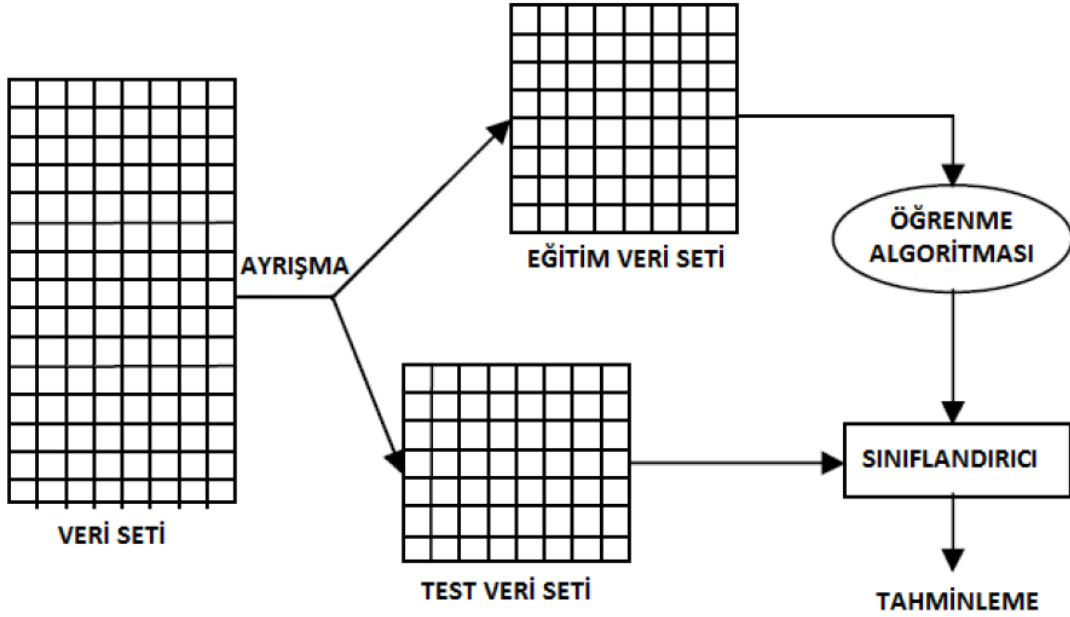 AYRIŞMA
VERİ SETİ
EĞİTİM VERİ SETİ
TEST VERİ SETİ
ÖĞRENME
ALGORİTMASI
SINIFLANDIRICI
TAHMİNLEME